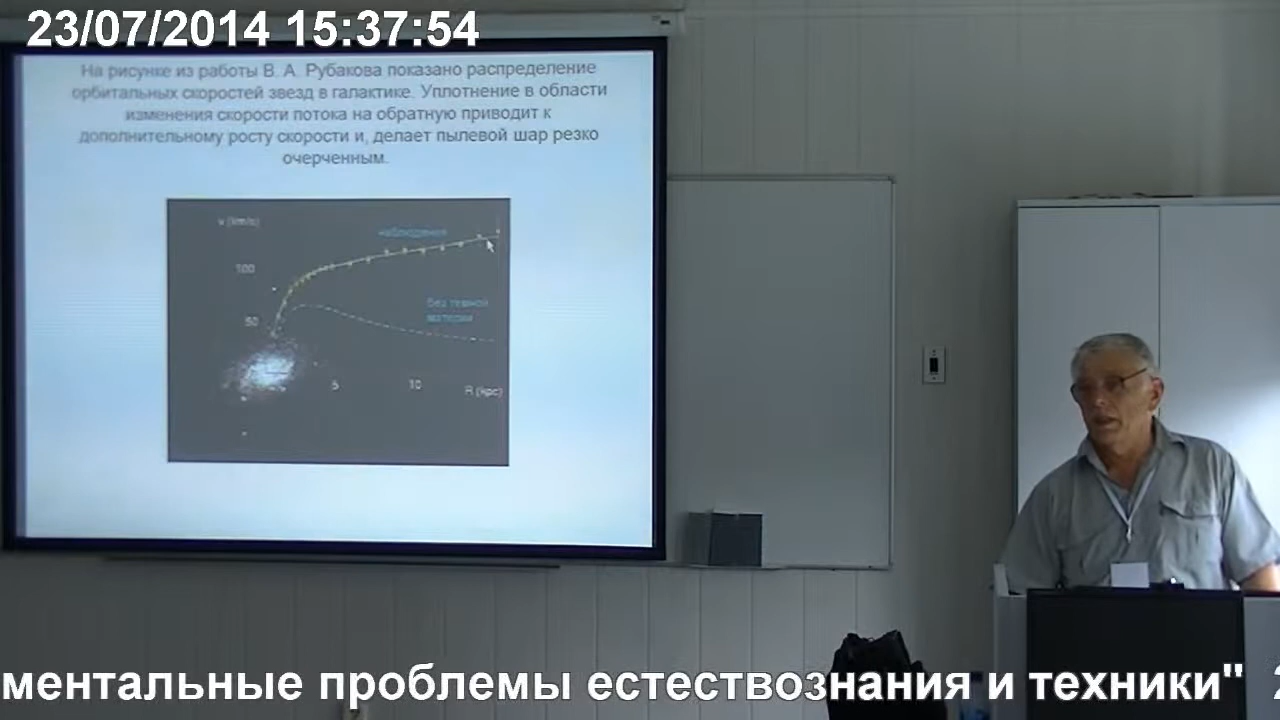 23/07/2014 15:37:54
На рисунке из работы В. А. Рубакова показано распределение
орбитальных скоростей звезд в галактике. Уплотнение в области
изменения скорости потока на обратную приводит к
дополнительному росту скорости и, делает пылевой шар резко
очерченным.
v (km/s)
наблюдения
100
без темной
материи
50
5
10
R (kpc)
ментальные проблемы естествознания и техники"